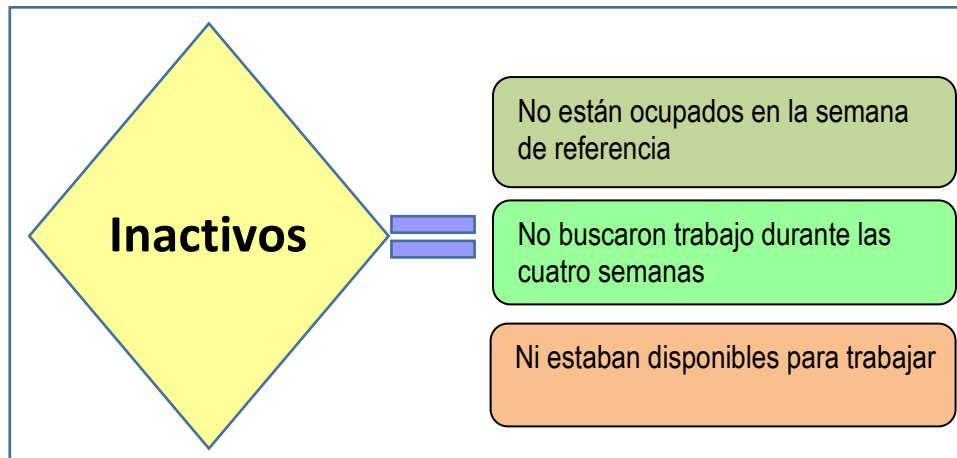 Inactivos
No están ocupados en la semana
de referencia
No buscaron trabajo durante las
cuatro semanas
Ni estaban disponibles para trabajar